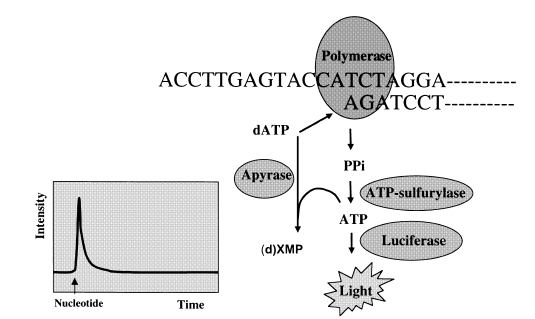 Polymerase
ACCTTGAGTACCATCTAGGA----------
AGATCCT----------
dATP
PPi
Apyrase
ATP-sulfurylase
ATP
(d)XMP
Luciferase
Light
Intensity
Nucleotide
Time